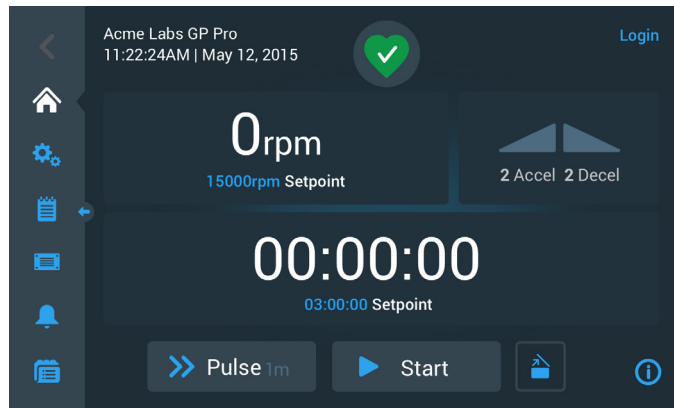 Acme Labs GP Pro
11:22:24AM | May 12, 2015
Login
0rpm
15000rpm Setpoint
2 Accel 2 Decel
00:00:00
03:00:00 Setpoint
Pulse 1m
Start